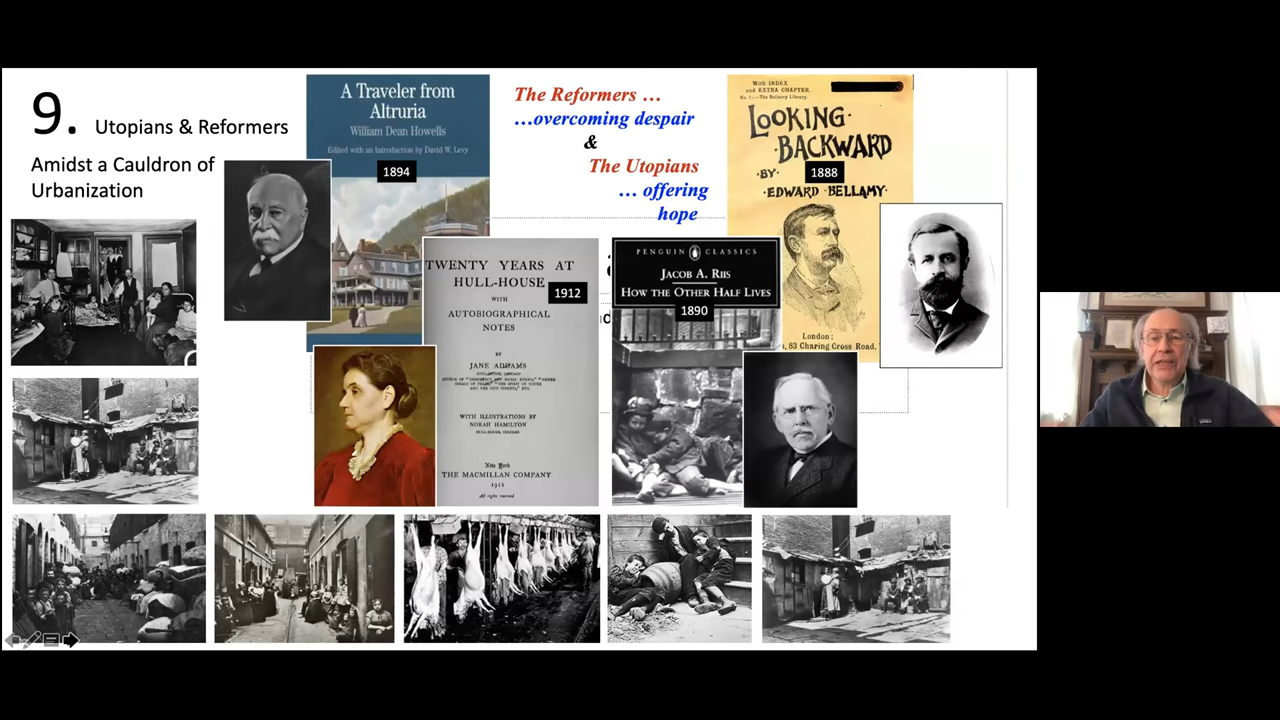 9. Utopians & Reformers
Amidst a Cauldron of
Urbanization
A Traveler from
Altruria
William Dean Howells
Edited with an Introduction by David W. Levy
1894
The Reformers …
…overcoming despair
&
The Utopians
… offering
hope
With INDEX
and EXTRA CHAPTER.
LOOKING
BACKWARD
·BY·
1888
·EDWARD BELLAMY·
London:
83 Charing Cross Road,
TWENTY YEARS AT
HULL-HOUSE
1912
WITH
AUTOBIOGRAPHICAL
NOTES
BY
JANE ADDAMS
WITH ILLUSTRATIONS BY
NORAH HAMILTON
HULL-HOUSE, CHICAGO
New York
THE MACMILLAN COMPANY
1912
All rights reserved
PENGUIN CLASSICS
JACOB A. RIIS
HOW THE OTHER HALF LIVES
1890